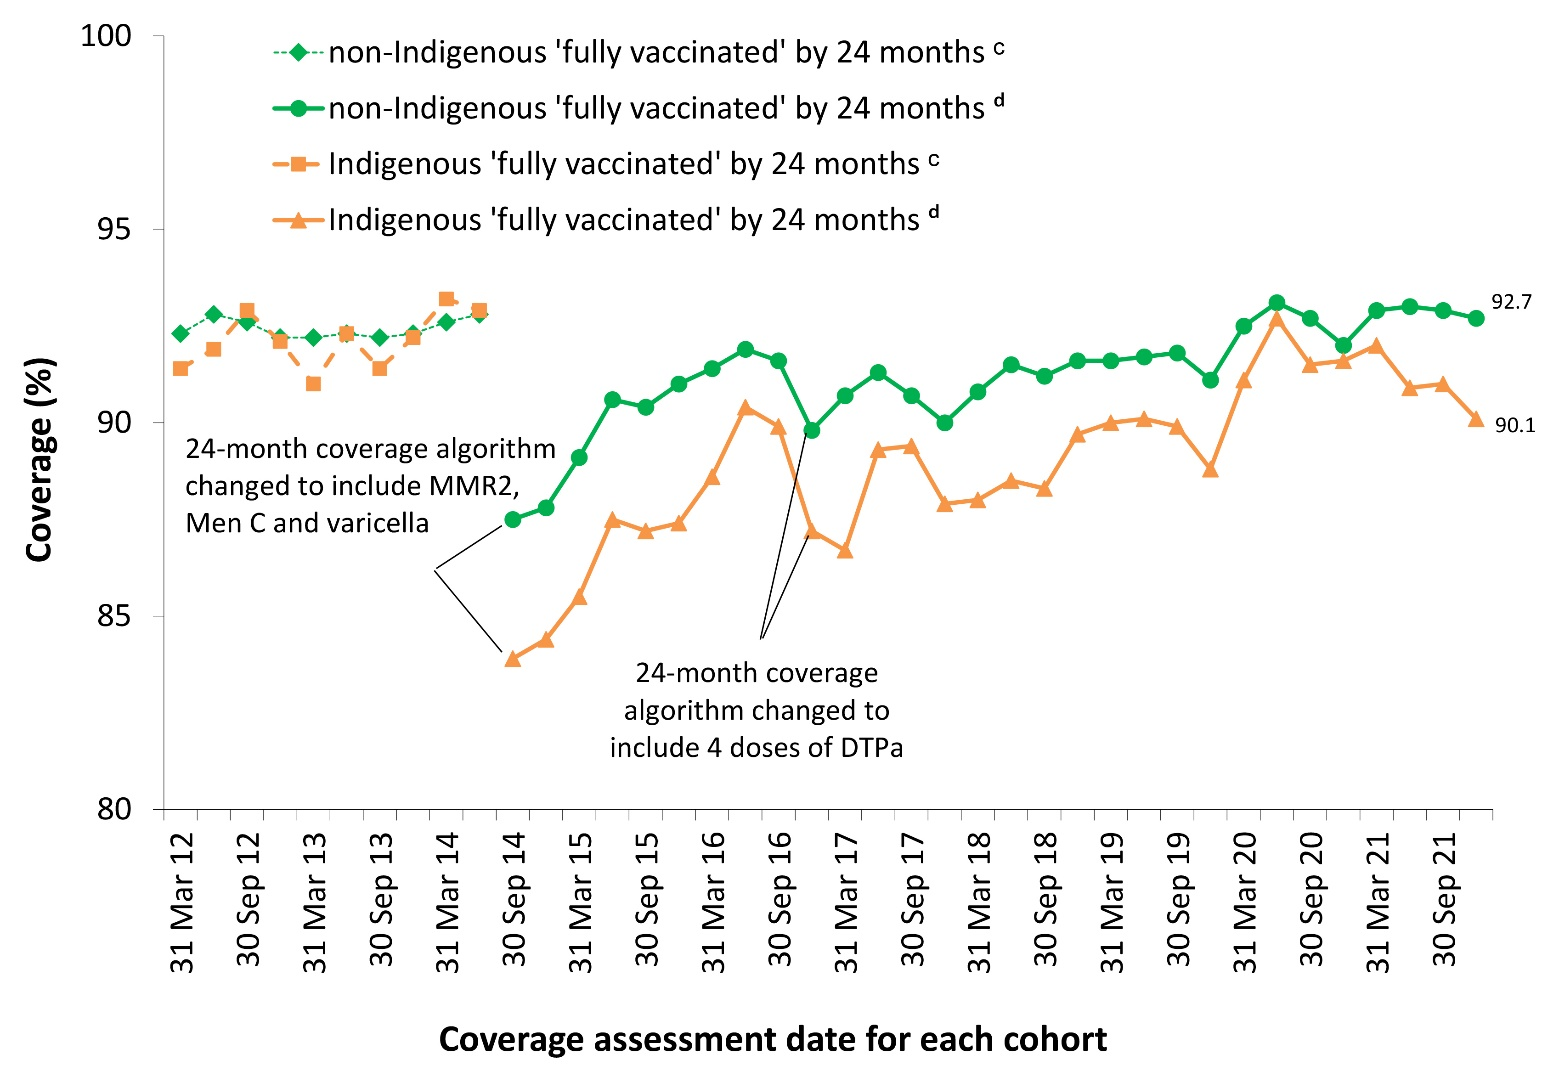 100
95
90
85
80
Coverage (%)
non-Indigenous 'fully vaccinated' by 24 months ᶜ
non-Indigenous 'fully vaccinated' by 24 months ᵈ
Indigenous 'fully vaccinated' by 24 months ᶜ
Indigenous 'fully vaccinated' by 24 months ᵈ
92.7
90.1
24-month coverage algorithm
changed to include MMR2,
Men C and varicella
24-month coverage
algorithm changed to
include 4 doses of DTPa
31 Mar 12
30 Sep 12
31 Mar 13
30 Sep 13
31 Mar 14
30 Sep 14
31 Mar 15
30 Sep 15
31 Mar 16
30 Sep 16
31 Mar 17
30 Sep 17
31 Mar 18
30 Sep 18
31 Mar 19
30 Sep 19
31 Mar 20
30 Sep 20
31 Mar 21
30 Sep 21
Coverage assessment date for each cohort